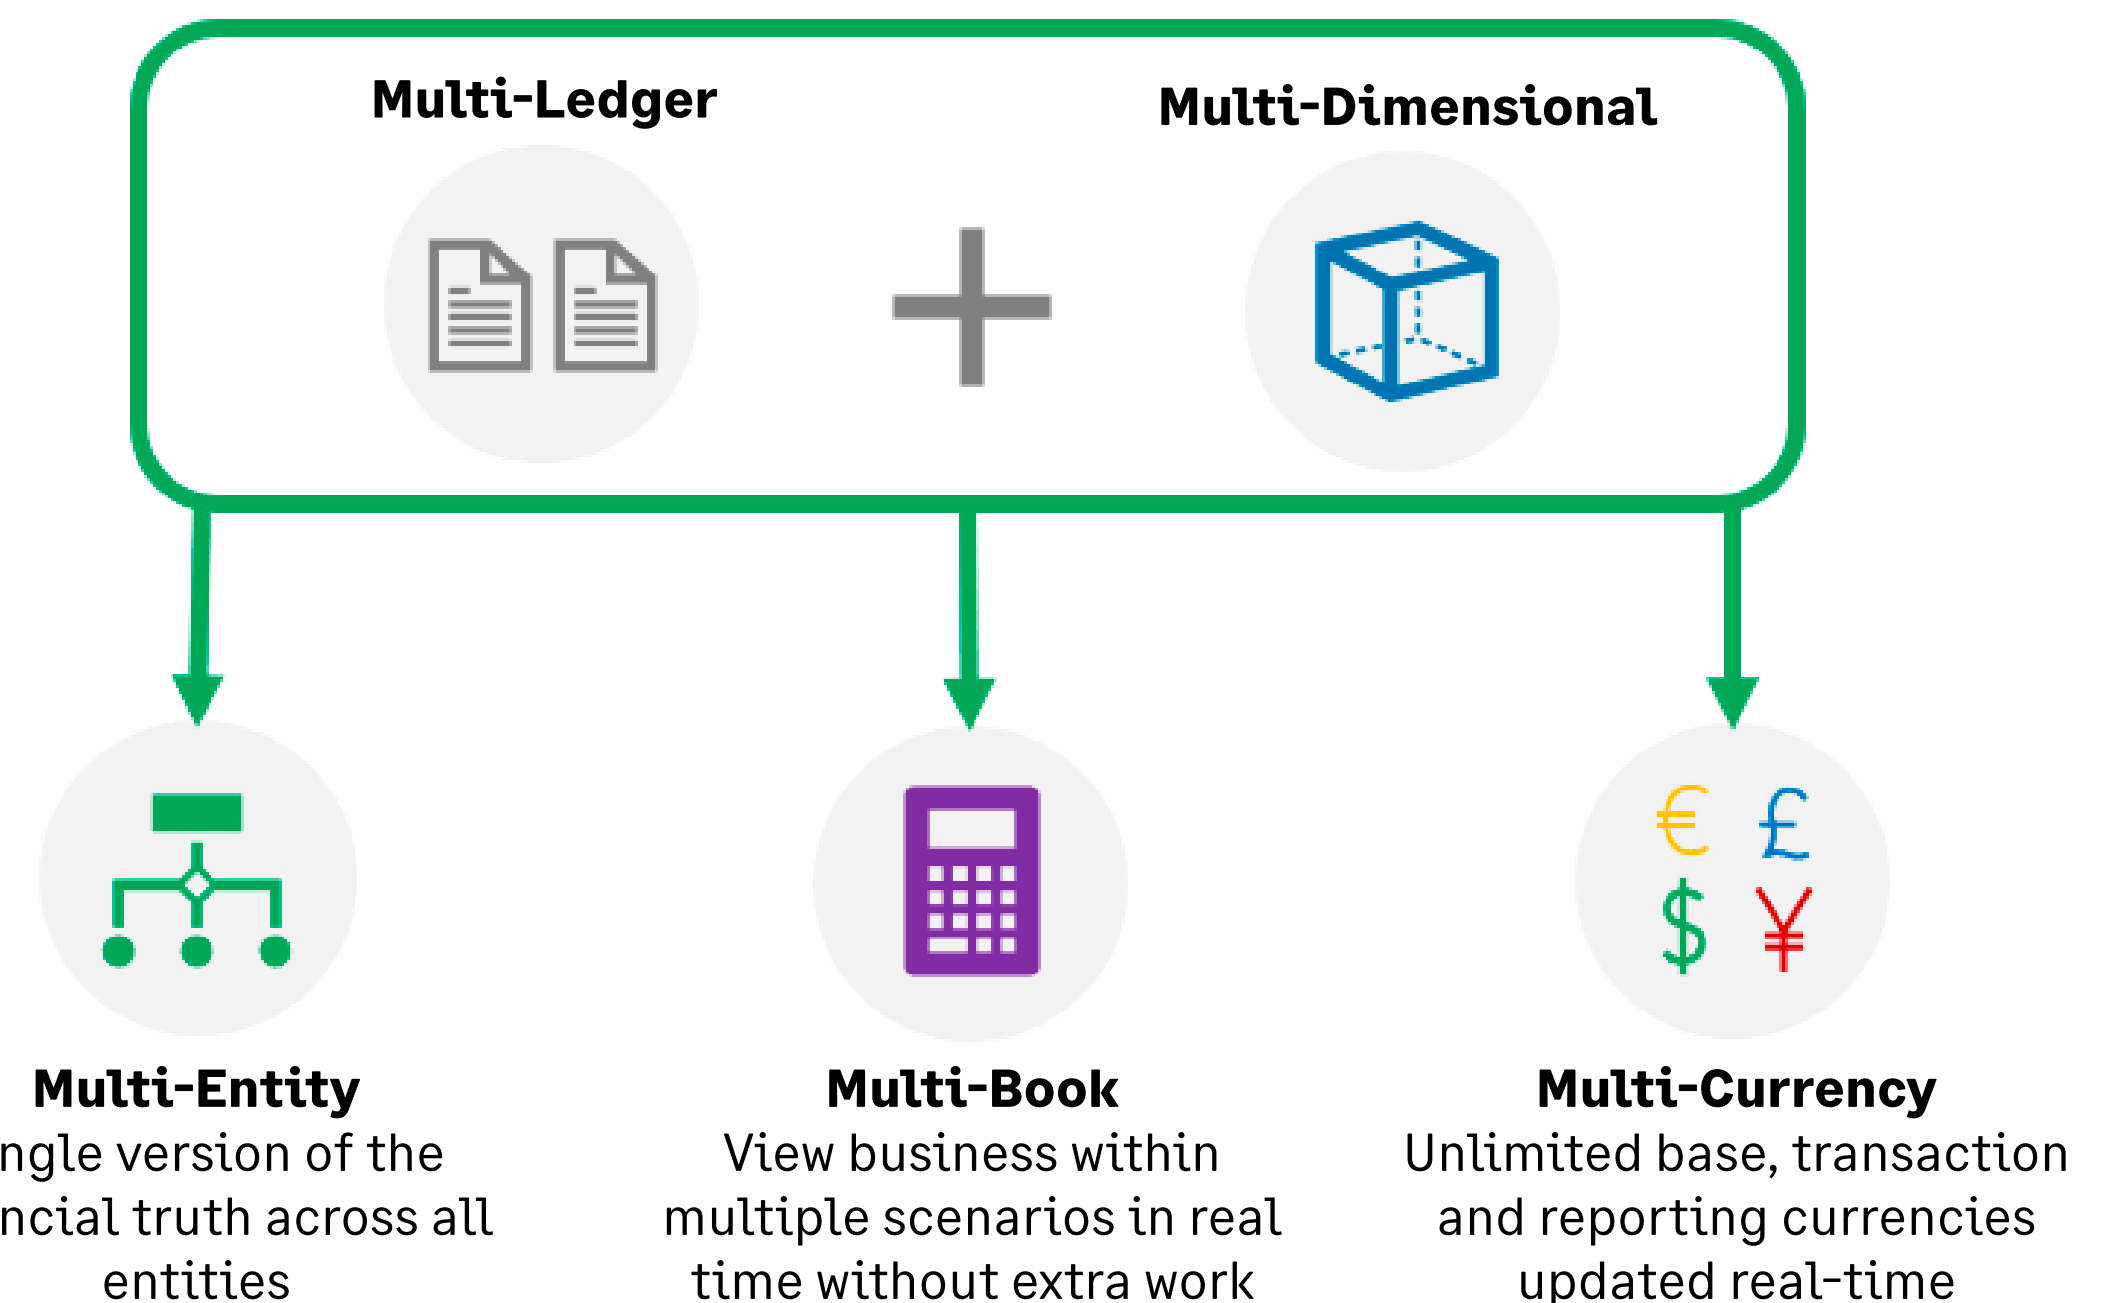 Multi-Ledger
Multi-Dimensional
€ £
$ ¥
Multi-Entity
ngle version of the
ncial truth across all
entities
Multi-Book
View business within
multiple scenarios in real
time without extra work
Multi-Currency
Unlimited base, transaction
and reporting currencies
updated real-time